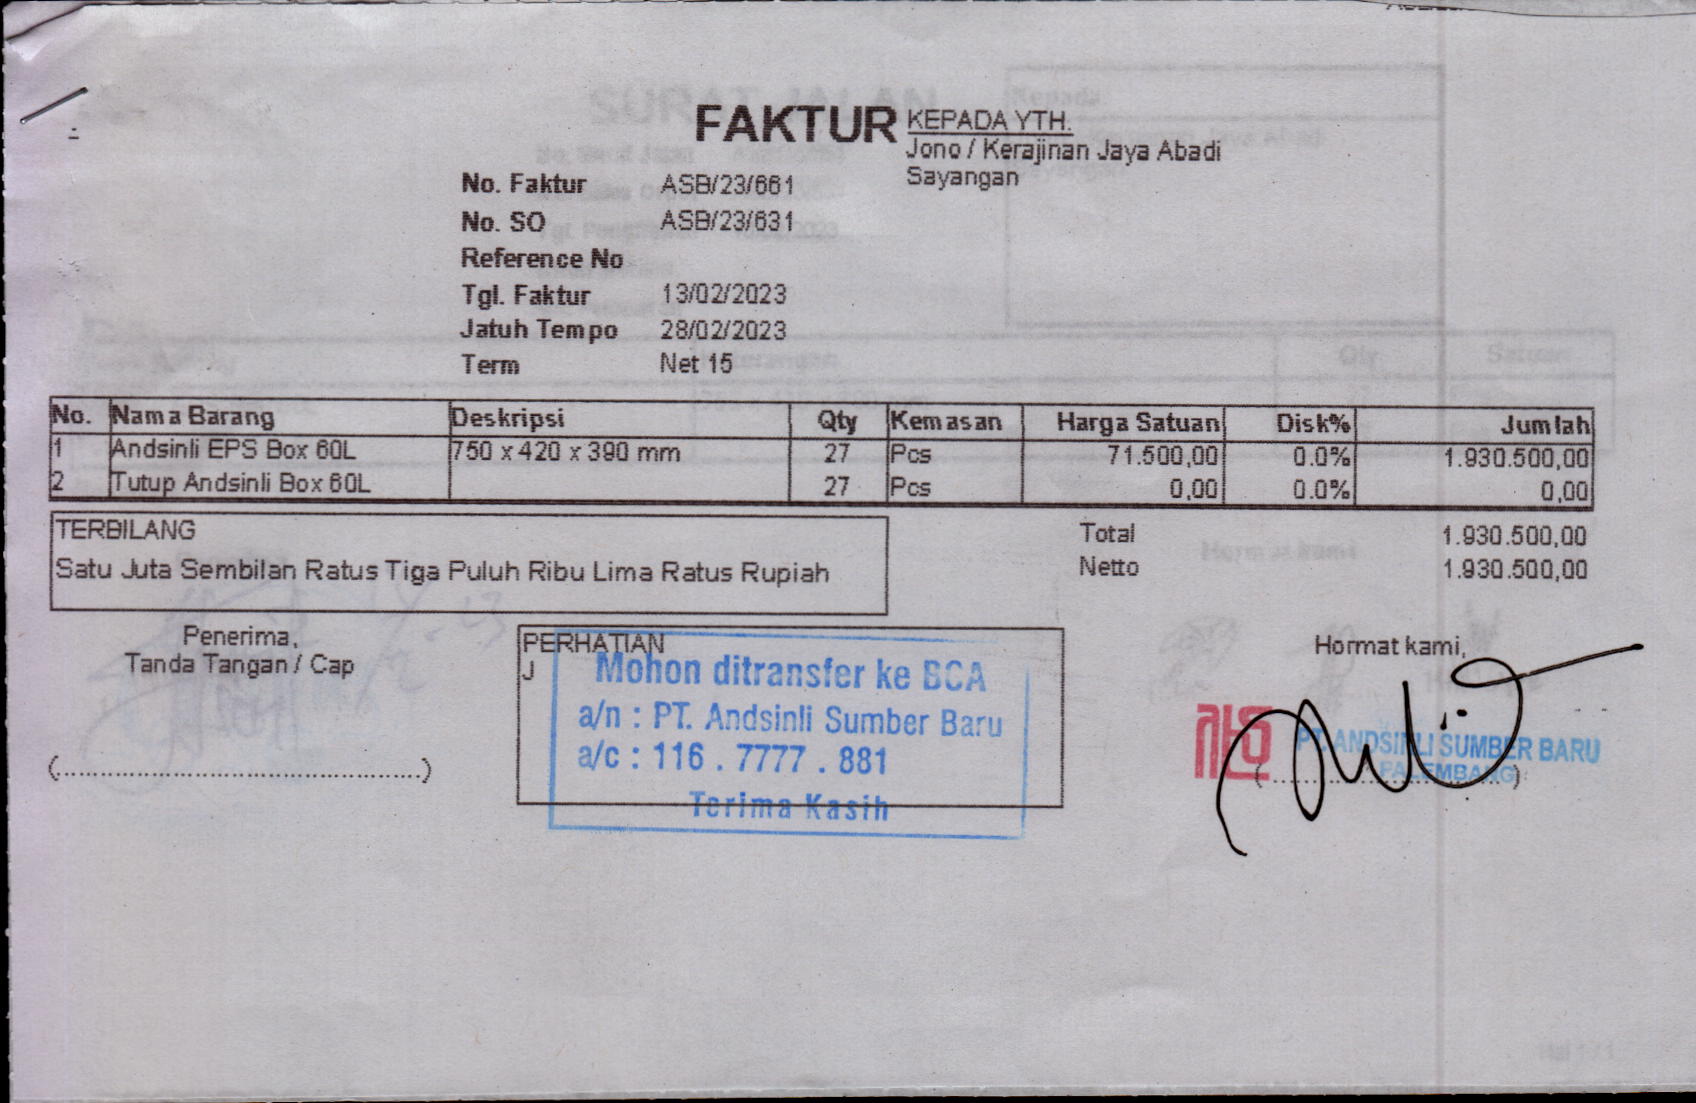 FAKTUR
KEPADA YTH.
Jono / Kerajinan Jaya Abadi
Sayangan
No. Faktur ASB/23/661
No. SO ASB/23/631
Reference No
Tgl. Faktur 13/02/2023
Jatuh Tempo 28/02/2023
Term Net 15
No. Nama Barang Deskripsi Qty Kemasan Harga Satuan Disk% Jumlah
1 Andsinli EPS Box 60L 750 x 420 x 390 mm 27 Pcs 71.500,00 0.0% 1.930.500,00
2 Tutup Andsinli Box 60L 27 Pcs 0,00 0.0% 0,00
TERBILANG
Satu Juta Sembilan Ratus Tiga Puluh Ribu Lima Ratus Rupiah
Total 1.930.500,00
Netto 1.930.500,00
Penerima,
Tanda Tangan / Cap
(......................................................)
PERHATIAN
J
Mohon ditransfer ke BCA
a/n : PT. Andsinli Sumber Baru
a/c : 116 . 7777 . 881
Terima Kasih
Hormat kami,
PT. ANDSINLI SUMBER BARU
PALEMBANG